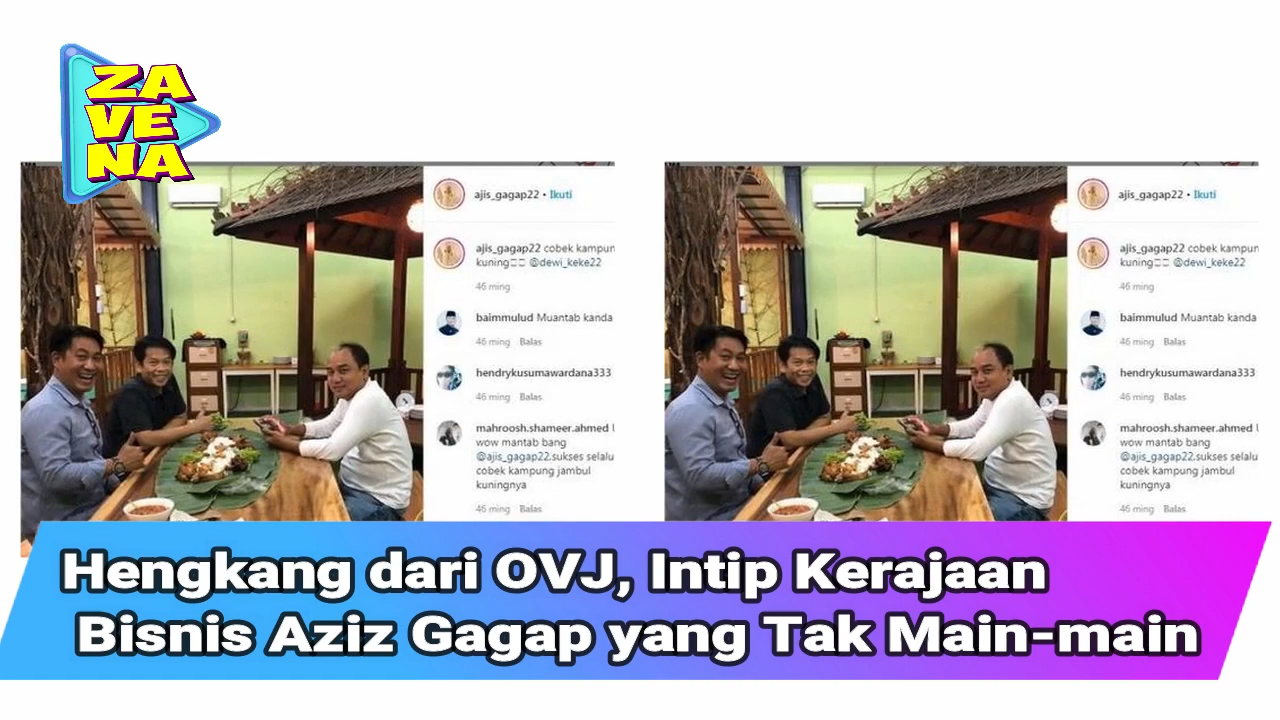 ZA
VE
NA
ajis_gagap22 • Ikuti
ajis_gagap22 cobek kampun
kuning□□ @dewi_keke22
46 ming
baimmulud Muantab kanda
46 ming Balas
hendrykusumawardana333
46 ming Balas
mahroosh.shameer.ahmed
wow mantab bang
@ajis_gagap22.sukses selalu
cobek kampung jambul
kuningnya
46 ming Balas
ajis_gagap22 • Ikuti
ajis_gagap22 cobek kampun
kuning□□ @dewi_keke22
46 ming
baimmulud Muantab kanda
46 ming Balas
hendrykusumawardana333
46 ming Balas
mahroosh.shameer.ahmed
wow mantab bang
@ajis_gagap22.sukses selalu
cobek kampung jambul
kuningnya
46 ming Balas
Hengkang dari OVJ, Intip Kerajaan
Bisnis Aziz Gagap yang Tak Main-main